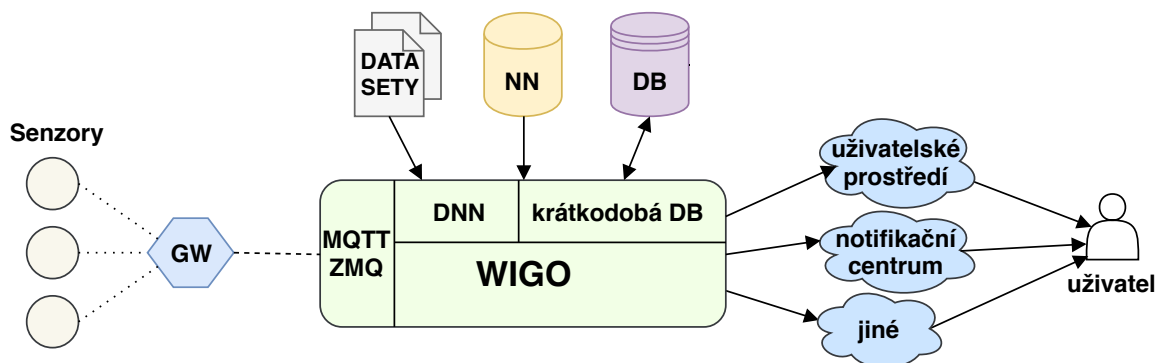 DATA
SETY
NN
DB
Senzory
GW
MQTT
ZMQ
DNN
krátkodobá DB
WIGO
uživatelské
prostředí
notifikační
centrum
jiné
uživatel